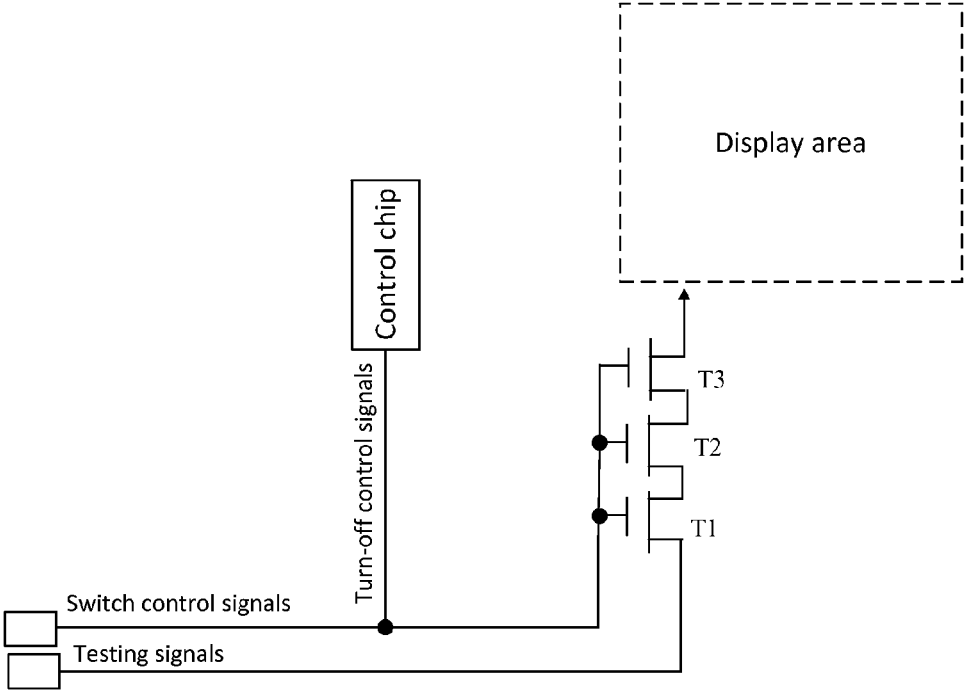 Display area
Control chip
Turn-off control signals
T3
T2
T1
Switch control signals
Testing signals